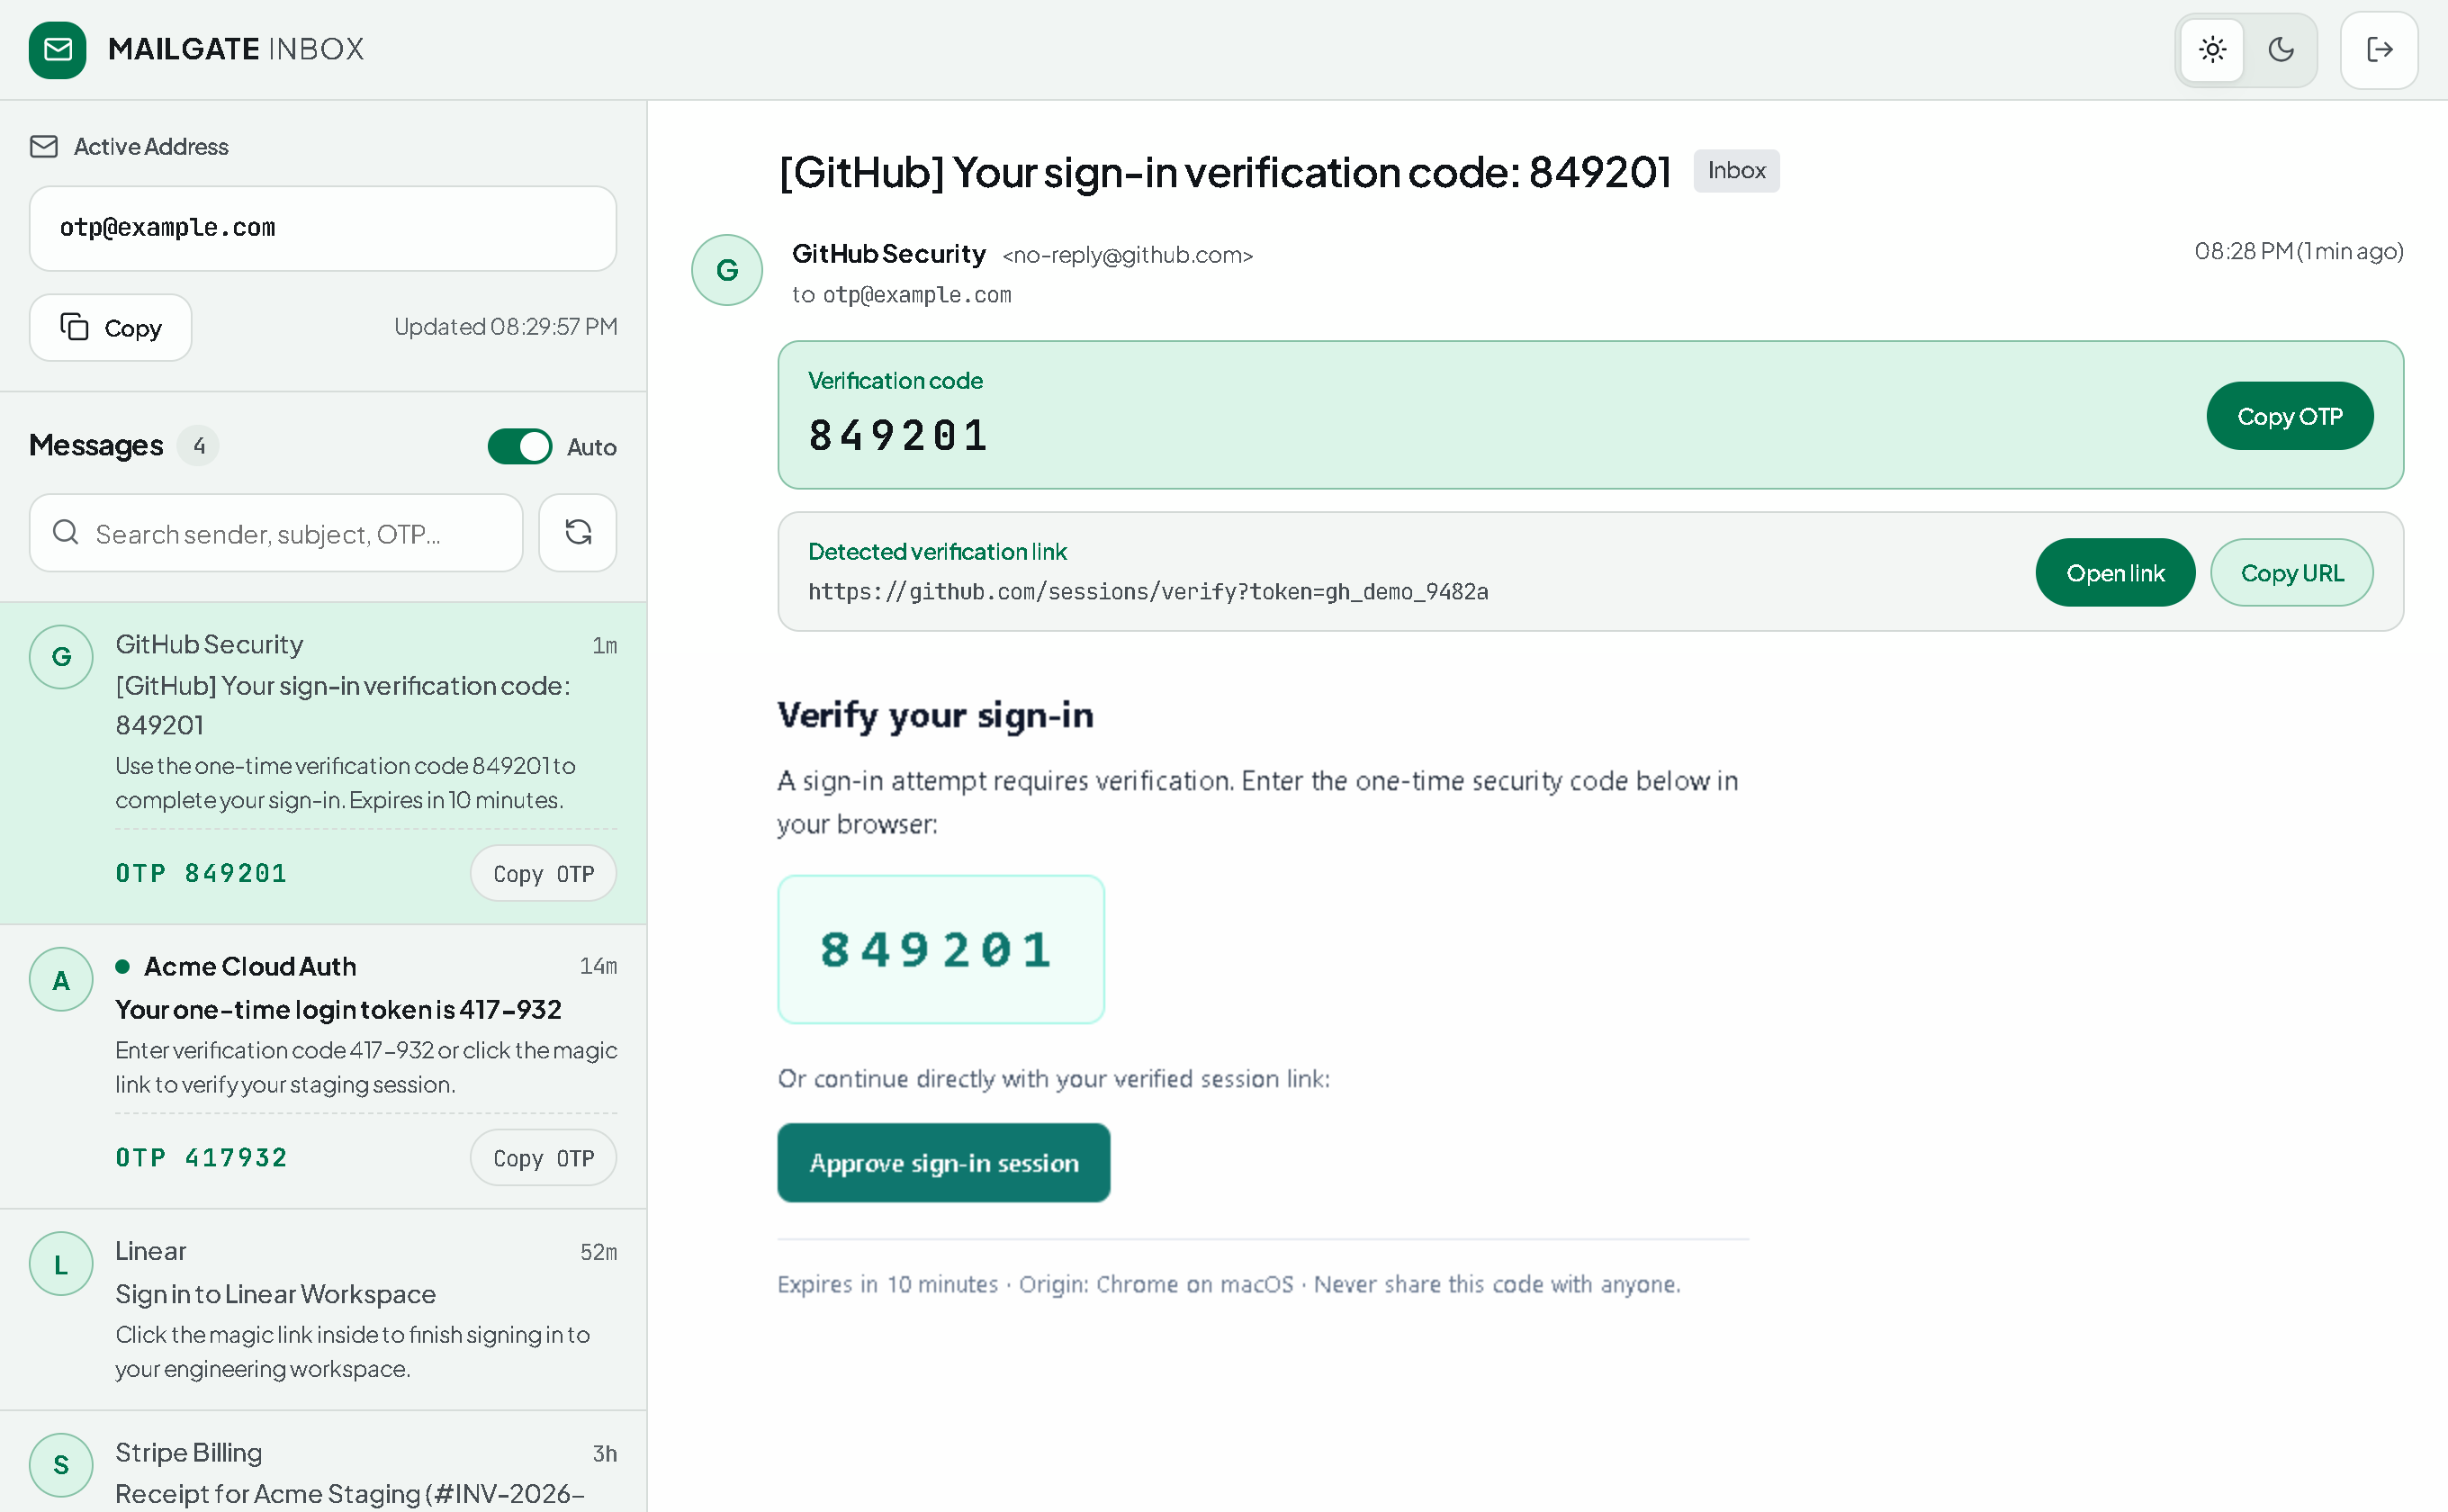 MAILGATE INBOX
Active Address
otp@example.com
Copy
Updated 08:29:57 PM
Messages 4
Auto
Search sender, subject, OTP...
G
GitHub Security
1m
[GitHub] Your sign-in verification code:
849201
Use the one-time verification code 849201 to
complete your sign-in. Expires in 10 minutes.
OTP 849201
Copy OTP
A
Acme Cloud Auth
14m
Your one-time login token is 417-932
Enter verification code 417-932 or click the magic
link to verify your staging session.
OTP 417932
Copy OTP
L
Linear
52m
Sign in to Linear Workspace
Click the magic link inside to finish signing in to
your engineering workspace.
S
Stripe Billing
3h
Receipt for Acme Staging (#INV-2026-
[GitHub] Your sign-in verification code: 849201
Inbox
G
GitHub Security <no-reply@github.com>
08:28 PM (1 min ago)
to otp@example.com
Verification code
849201
Copy OTP
Detected verification link
https://github.com/sessions/verify?token=gh_demo_9482a
Open link
Copy URL
Verify your sign-in
A sign-in attempt requires verification. Enter the one-time security code below in
your browser:
849201
Or continue directly with your verified session link:
Approve sign-in session
Expires in 10 minutes · Origin: Chrome on macOS · Never share this code with anyone.